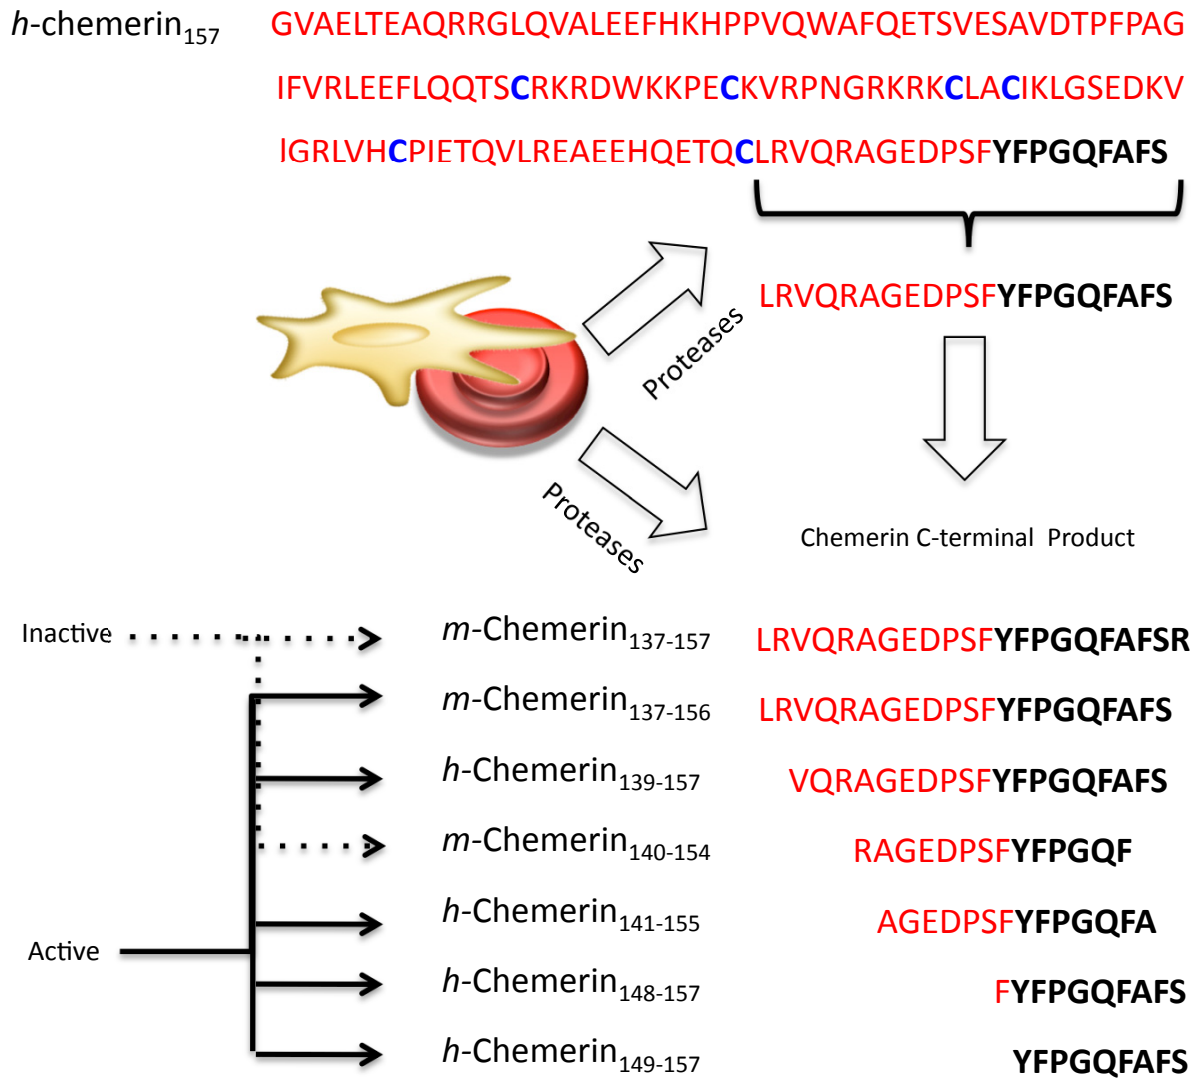 h-chemerin157 GVAELTEAQRRGLQVALEEFHKHPPVQWAFQETSVESAVDTPFPAG
IFVRLEEFLQQTSCRKRDWKKPECKVRPNGRKRKCLACIKLGSEDKV
lGRLVHCPIETQVLREAEEHQETQCLRVQRAGEDPSFYFPGQFAFS
LRVQRAGEDPSFYFPGQFAFS
Proteases
Proteases
Chemerin C-terminal Product
Inactive
m-Chemerin137-157 LRVQRAGEDPSFYFPGQFAFSR
m-Chemerin137-156 LRVQRAGEDPSFYFPGQFAFS
h-Chemerin139-157 VQRAGEDPSFYFPGQFAFS
m-Chemerin140-154 RAGEDPSFYFPGQF
h-Chemerin141-155 AGEDPSFYFPGQFA
Active
h-Chemerin148-157 FYFPGQFAFS
h-Chemerin149-157 YFPGQFAFS